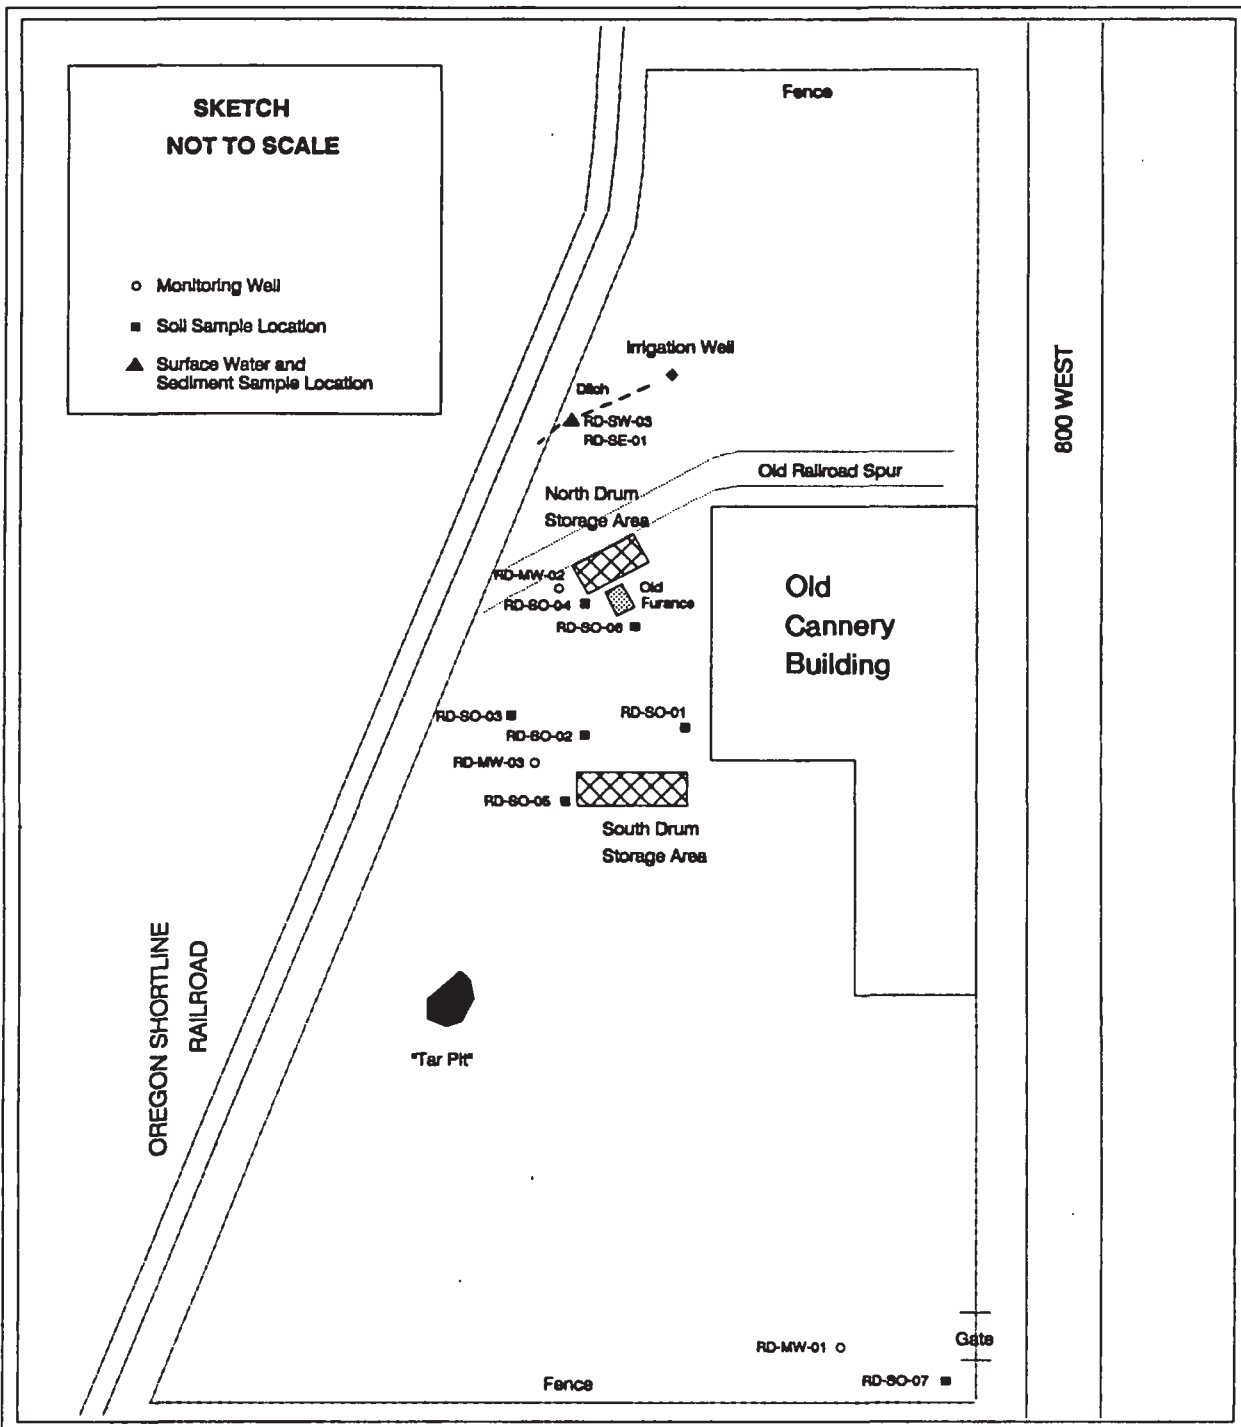 SKETCH
NOT TO SCALE
Monitoring Well
Soil Sample Location
Surface Water and
Sediment Sample Location
Fence
Irrigation Well
Ditch
RD-SW-03
RD-SE-01
800 WEST
Old Railroad Spur
North Drum
Storage Area
RD-MW-02
Old
Furance
RD-SO-04
RD-SO-06
Old
Cannery
Building
RD-SO-03
RD-SO-02
RD-SO-01
RD-MW-03
RD-SO-05
South Drum
Storage Area
OREGON SHORTLINE
RAILROAD
"Tar Pit"
Gate
RD-MW-01
RD-SO-07
Fence